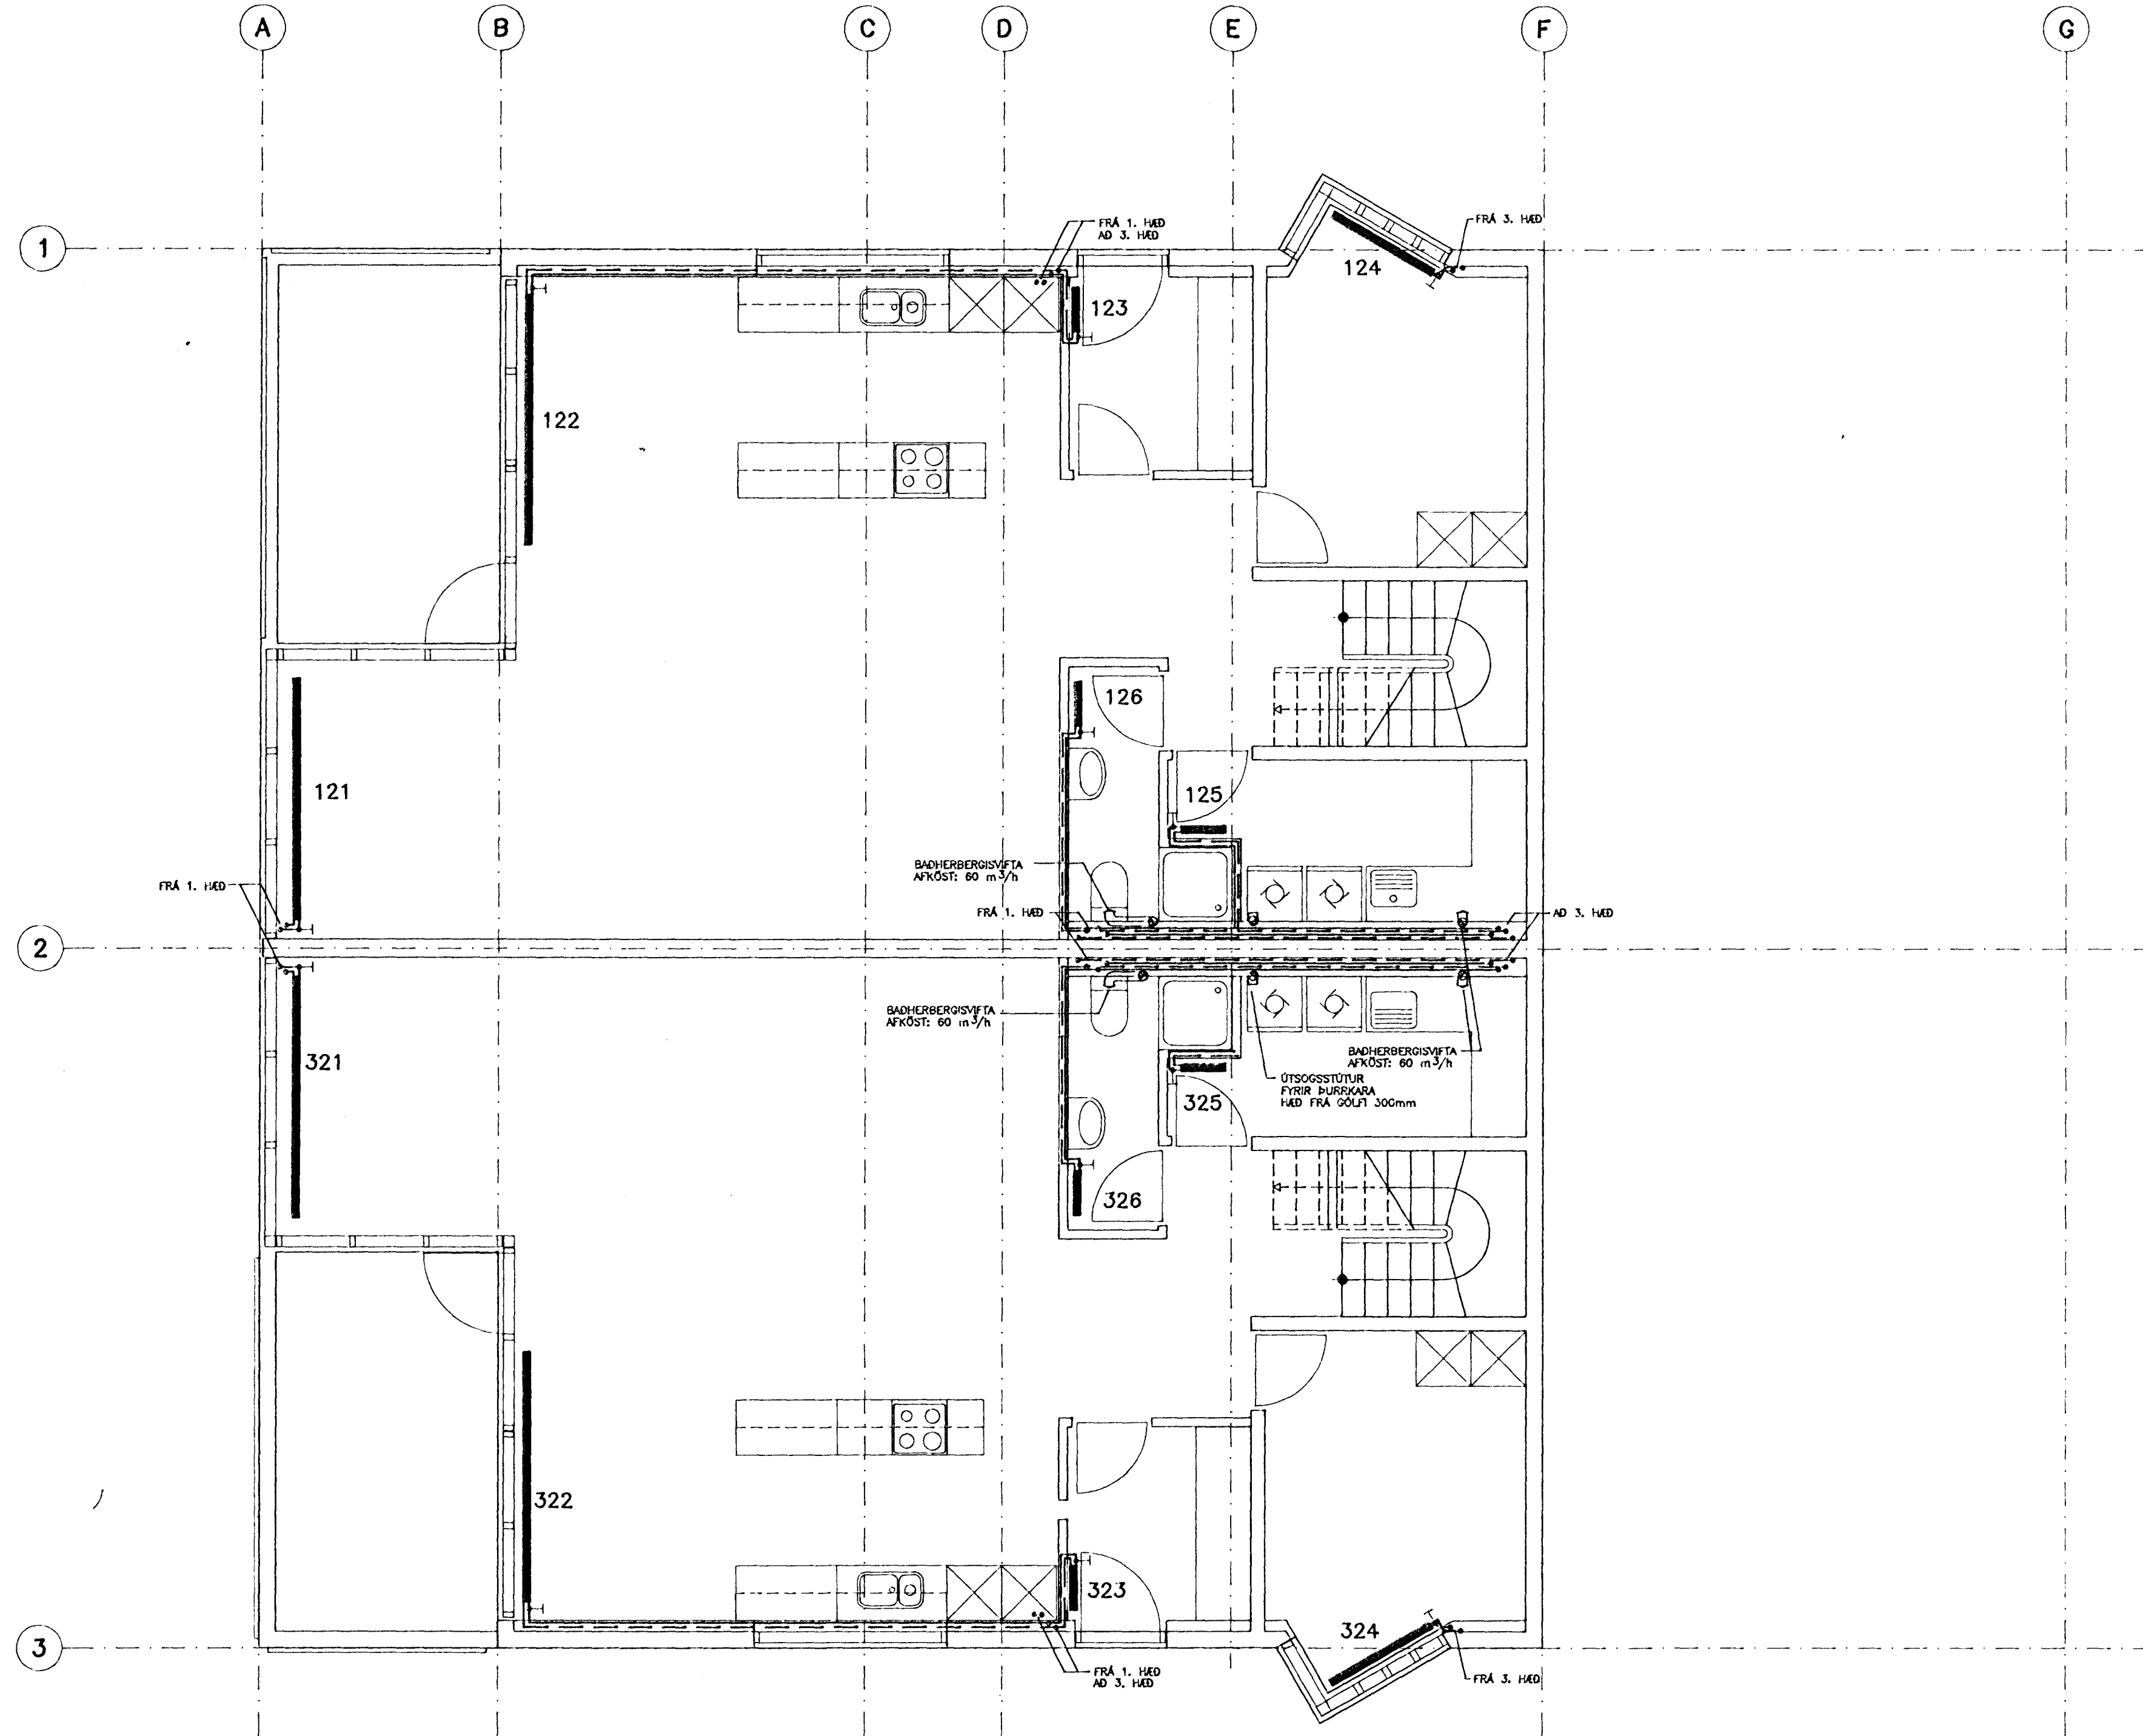 A
B
C
D
E
F
G
1
FRÁ 1. HÆÐ
AÐ 3. HÆÐ
FRÁ 3. HÆÐ
124
123
122
126
121
125
BAÐHERBERGISVIFTA
AFKÖST: 60 m³/h
FRÁ 1. HÆÐ
FRÁ 1. HÆÐ
AÐ 3. HÆÐ
2
BAÐHERBERGISVIFTA
AFKÖST: 60 m³/h
321
BAÐHERBERGISVIFTA
AFKÖST: 60 m³/h
ÚTSOGSSTÚTUR
FYRIR ÞURRKARA
HÆÐ FRÁ GÓLFI 300mm
325
326
322
323
324
3
FRÁ 1. HÆÐ
AÐ 3. HÆÐ
FRÁ 3. HÆÐ